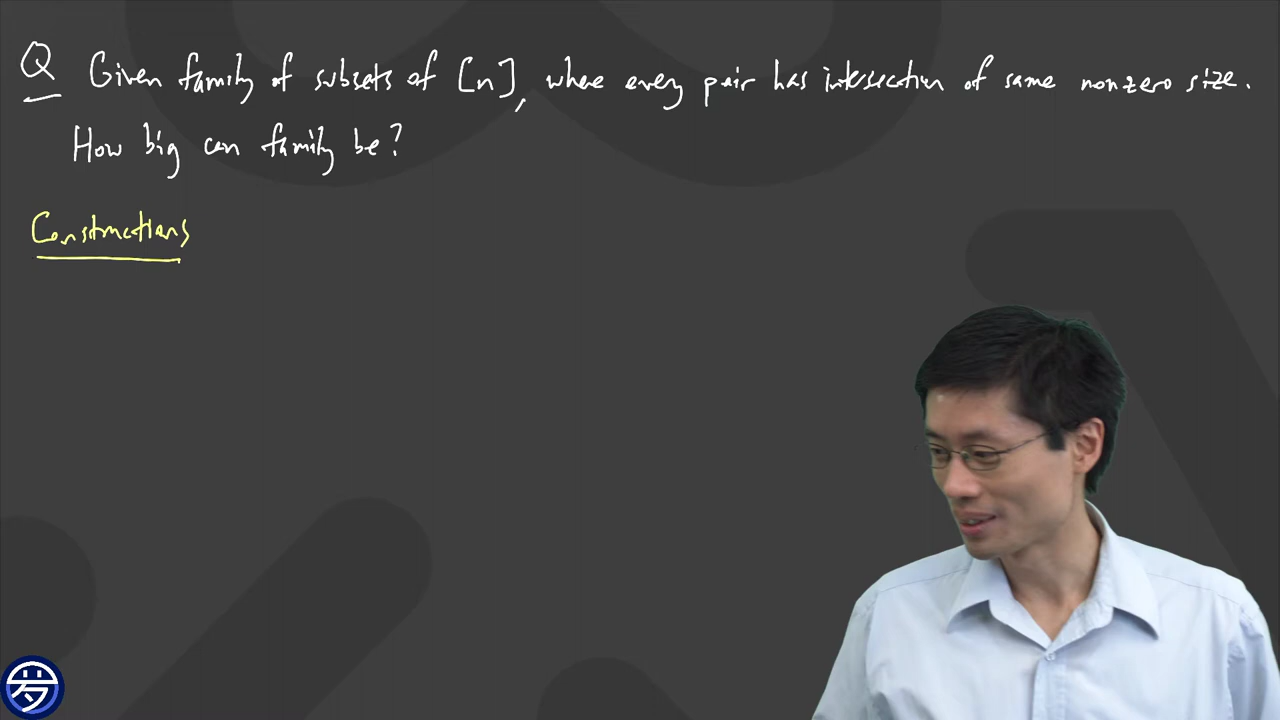 Q Given family of subsets of [n], where every pair has intersection of same nonzero size.
How big can family be?
Constructions